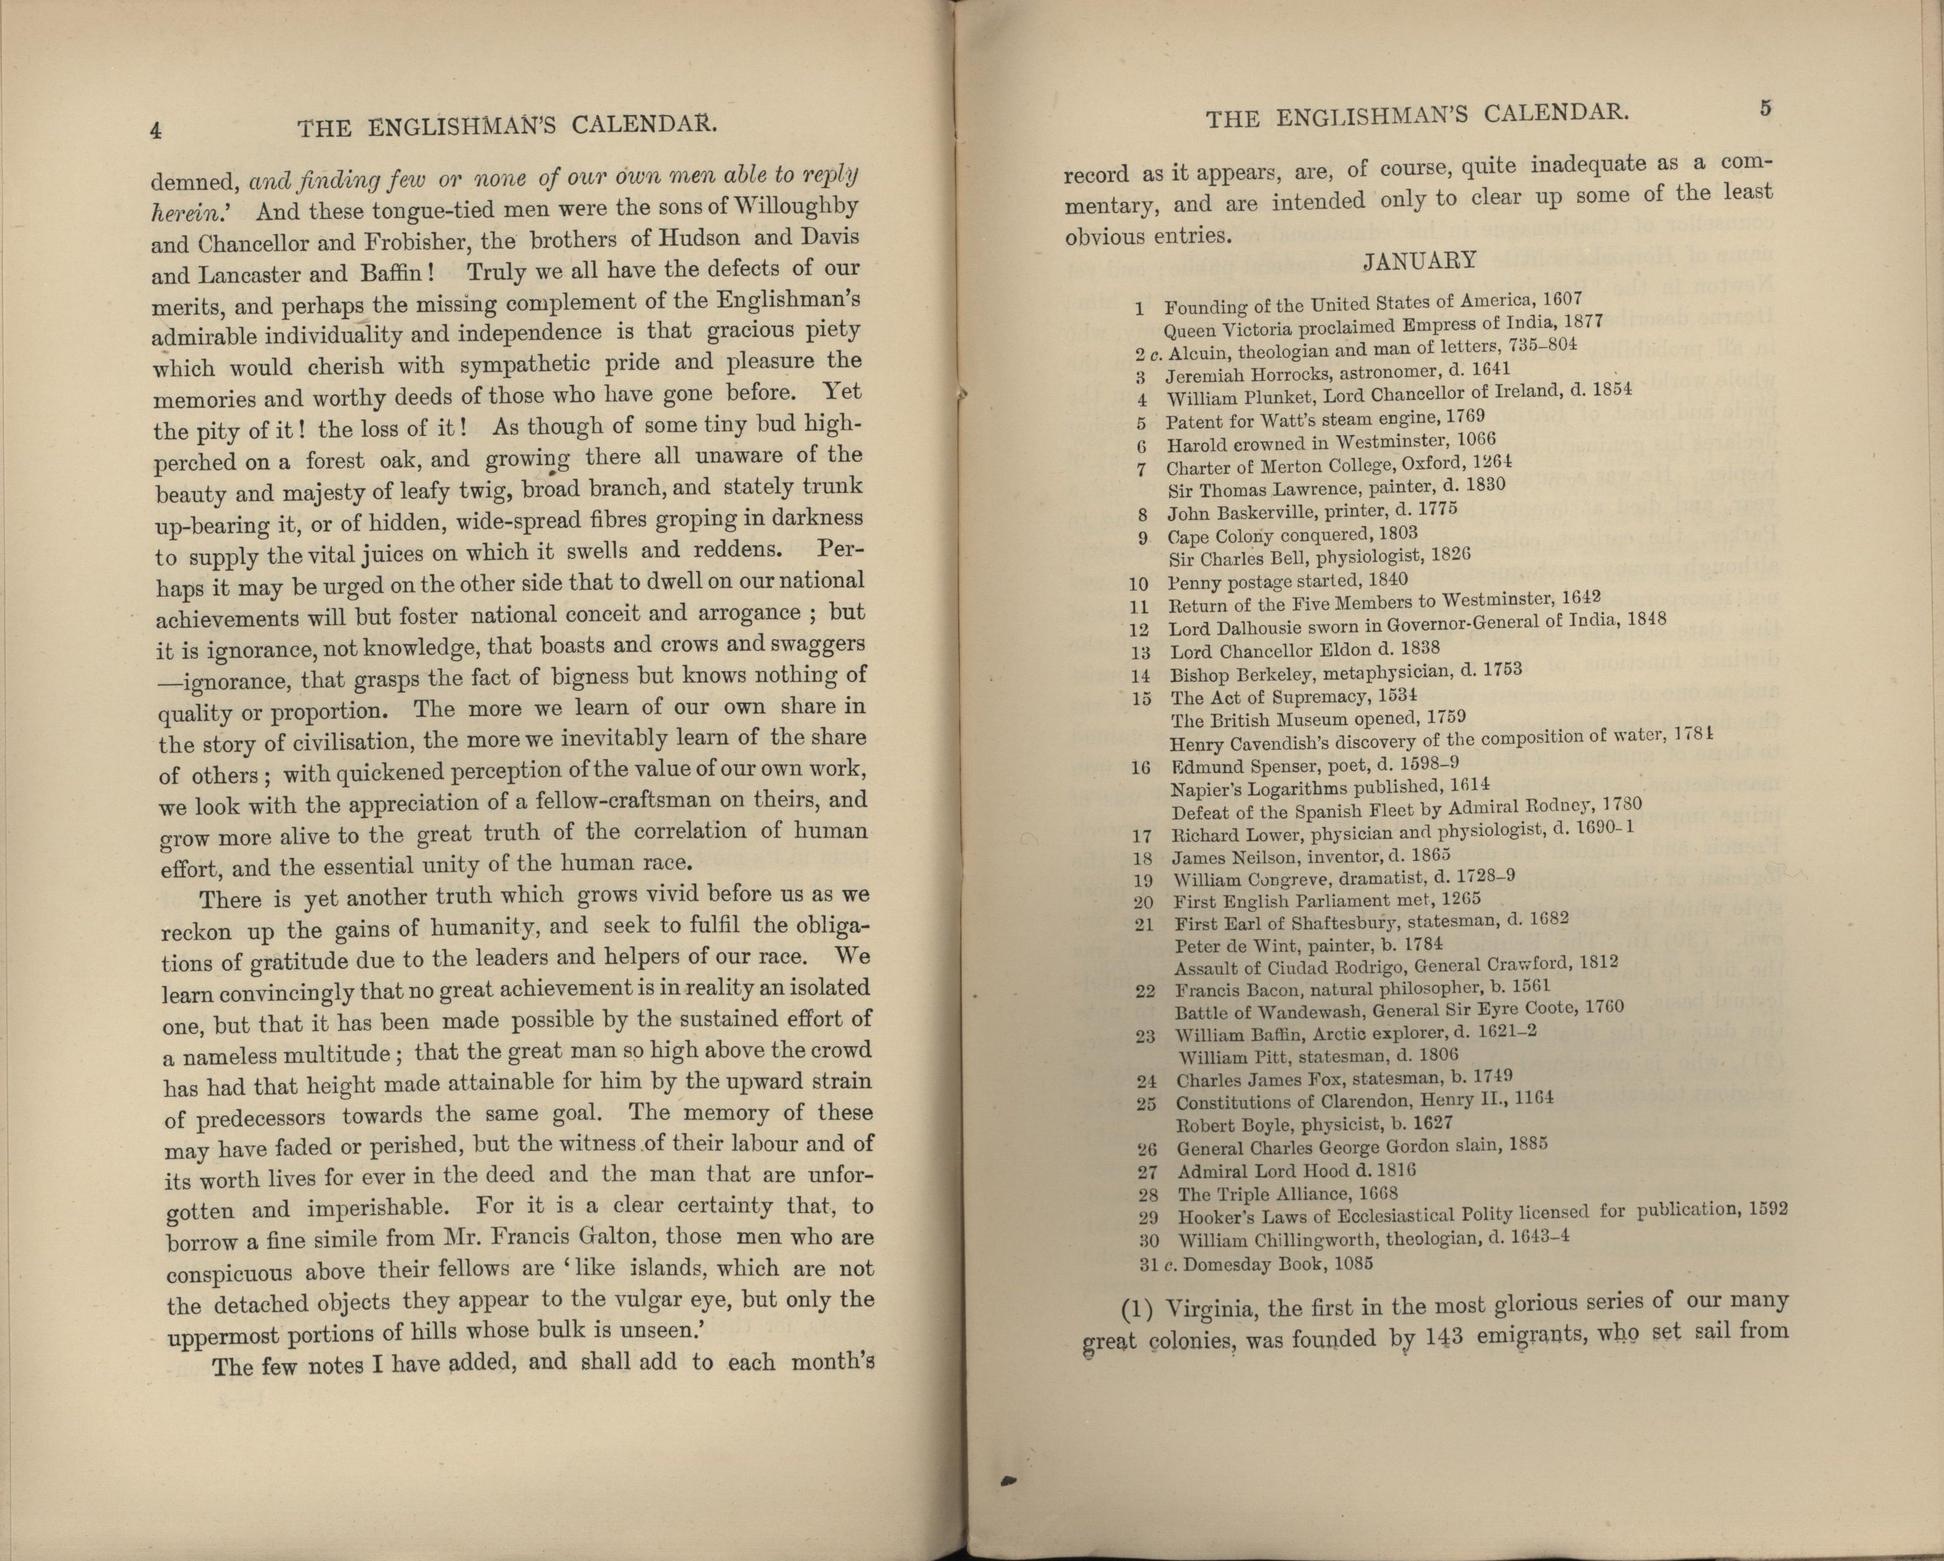 4 THE ENGLISHMAN'S CALENDAR.
demned, and finding few or none of our own men able to reply
herein.' And these tongue-tied men were the sons of Willoughby
and Chancellor and Frobisher, the brothers of Hudson and Davis
and Lancaster and Baffin! Truly we all have the defects of our
merits, and perhaps the missing complement of the Englishman's
admirable individuality and independence is that gracious piety
which would cherish with sympathetic pride and pleasure the
memories and worthy deeds of those who have gone before. Yet
the pity of it! the loss of it! As though of some tiny bud high-
perched on a forest oak, and growing there all unaware of the
beauty and majesty of leafy twig, broad branch, and stately trunk
up-bearing it, or of hidden, wide-spread fibres groping in darkness
to supply the vital juices on which it swells and reddens. Per-
haps it may be urged on the other side that to dwell on our national
achievements will but foster national conceit and arrogance; but
it is ignorance, not knowledge, that boasts and crows and swaggers
—ignorance, that grasps the fact of bigness but knows nothing of
quality or proportion. The more we learn of our own share in
the story of civilisation, the more we inevitably learn of the share
of others; with quickened perception of the value of our own work,
we look with the appreciation of a fellow-craftsman on theirs, and
grow more alive to the great truth of the correlation of human
effort, and the essential unity of the human race.
There is yet another truth which grows vivid before us as we
reckon up the gains of humanity, and seek to fulfil the obliga-
tions of gratitude due to the leaders and helpers of our race. We
learn convincingly that no great achievement is in reality an isolated
one, but that it has been made possible by the sustained effort of
a nameless multitude; that the great man so high above the crowd
has had that height made attainable for him by the upward strain
of predecessors towards the same goal. The memory of these
may have faded or perished, but the witness of their labour and of
its worth lives for ever in the deed and the man that are unfor-
gotten and imperishable. For it is a clear certainty that, to
borrow a fine simile from Mr. Francis Galton, those men who are
conspicuous above their fellows are 'like islands, which are not
the detached objects they appear to the vulgar eye, but only the
uppermost portions of hills whose bulk is unseen.'
The few notes I have added, and shall add to each month's
THE ENGLISHMAN'S CALENDAR. 5
record as it appears, are, of course, quite inadequate as a com-
mentary, and are intended only to clear up some of the least
obvious entries.
JANUARY
1 Founding of the United States of America, 1607
Queen Victoria proclaimed Empress of India, 1877
2 c. Alcuin, theologian and man of letters, 735–804
3 Jeremiah Horrocks, astronomer, d. 1641
4 William Plunket, Lord Chancellor of Ireland, d. 1854
5 Patent for Watt's steam engine, 1769
6 Harold crowned in Westminster, 1066
7 Charter of Merton College, Oxford, 1264
Sir Thomas Lawrence, painter, d. 1830
8 John Baskerville, printer, d. 1775
9 Cape Colony conquered, 1803
Sir Charles Bell, physiologist, 1826
10 Penny postage started, 1840
11 Return of the Five Members to Westminster, 1642
12 Lord Dalhousie sworn in Governor-General of India, 1848
13 Lord Chancellor Eldon d. 1838
14 Bishop Berkeley, metaphysician, d. 1753
15 The Act of Supremacy, 1534
The British Museum opened, 1759
Henry Cavendish's discovery of the composition of water, 1784
16 Edmund Spenser, poet, d. 1598–9
Napier's Logarithms published, 1614
Defeat of the Spanish Fleet by Admiral Rodney, 1780
17 Richard Lower, physician and physiologist, d. 1690–1
18 James Neilson, inventor, d. 1865
19 William Congreve, dramatist, d. 1728–9
20 First English Parliament met, 1265
21 First Earl of Shaftesbury, statesman, d. 1682
Peter de Wint, painter, b. 1784
Assault of Ciudad Rodrigo, General Crawford, 1812
22 Francis Bacon, natural philosopher, b. 1561
Battle of Wandewash, General Sir Eyre Coote, 1760
23 William Baffin, Arctic explorer, d. 1621–2
William Pitt, statesman, d. 1806
24 Charles James Fox, statesman, b. 1749
25 Constitutions of Clarendon, Henry II., 1164
Robert Boyle, physicist, b. 1627
26 General Charles George Gordon slain, 1885
27 Admiral Lord Hood d. 1816
28 The Triple Alliance, 1668
29 Hooker's Laws of Ecclesiastical Polity licensed for publication, 1592
30 William Chillingworth, theologian, d. 1643–4
31 c. Domesday Book, 1085
(1) Virginia, the first in the most glorious series of our many
great colonies, was founded by 143 emigrants, who set sail from